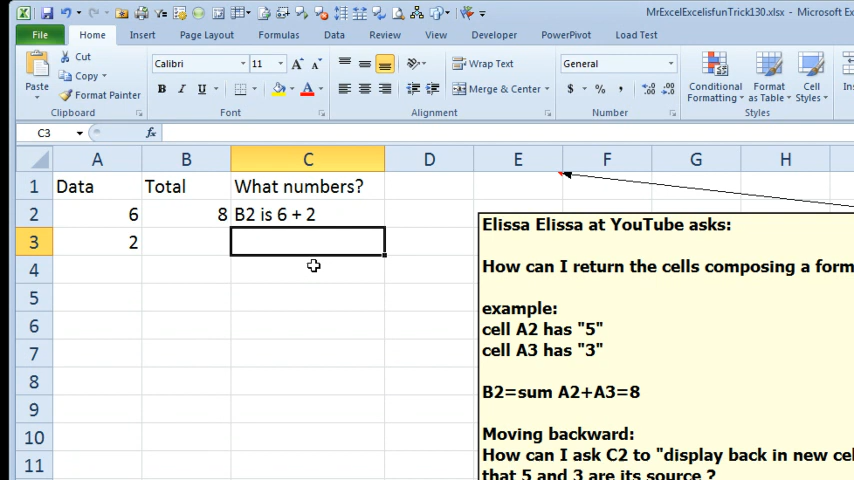 MrExcelExcelisfunTrick130.xlsx - Microsoft Ex
File Home Insert Page Layout Formulas Data Review View Developer PowerPivot Load Test
Cut
Copy
Format Painter
Paste
Clipboard
Calibri 11
B I U
Font
Wrap Text
Merge & Center
Alignment
General
$ % ,
Number
Conditional Formatting
Format as Table
Cell Styles
Styles
C3 fx
A B C D E F G H
1 Data Total What numbers?
2 6 8 B2 is 6 + 2
3 2
4
5
6
7
8
9
10
11
Elissa Elissa at YouTube asks:
How can I return the cells composing a form
example:
cell A2 has "5"
cell A3 has "3"
B2=sum A2+A3=8
Moving backward:
How can I ask C2 to "display back in new cel
that 5 and 3 are its source ?